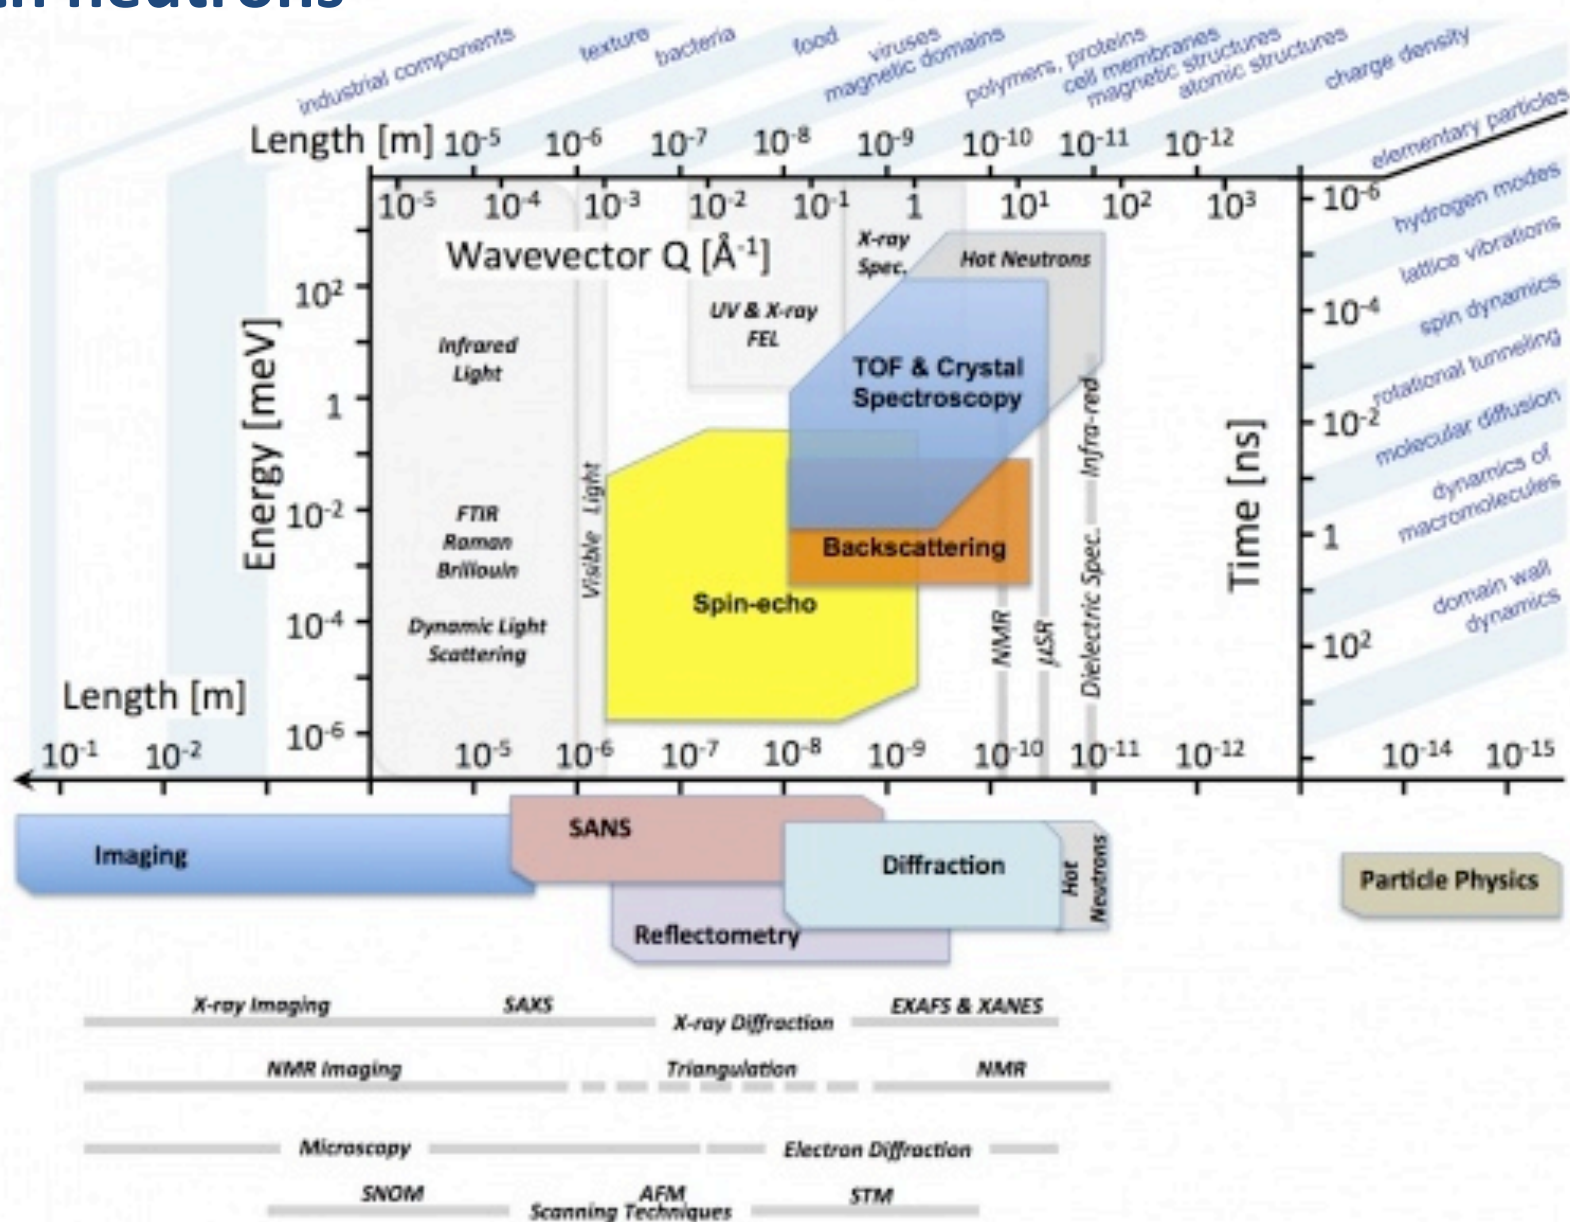 neutrons
industrial components
texture
bacteria
food
viruses
magnetic domains
polymers, proteins
cell membranes
magnetic structures
atomic structures
charge density
elementary particles
Length [m] 10⁻⁵ 10⁻⁶ 10⁻⁷ 10⁻⁸ 10⁻⁹ 10⁻¹⁰ 10⁻¹¹ 10⁻¹²
10⁻⁵ 10⁻⁴ 10⁻³ 10⁻² 10⁻¹ 1 10¹ 10² 10³
Wavevector Q [Å⁻¹]
Energy [meV]
10²
1
10⁻²
10⁻⁴
10⁻⁶
Infrared
Light
FTIR
Raman
Brillouin
Dynamic Light
Scattering
Visible Light
UV & X-ray
FEL
X-ray
Spec.
Hot Neutrons
TOF & Crystal
Spectroscopy
Backscattering
Spin-echo
NMR
μSR
Dielectric Spec. Infra-red
Time [ns]
10⁻⁶
10⁻⁴
10⁻²
1
10²
hydrogen modes
lattice vibrations
spin dynamics
rotational tunneling
molecular diffusion
dynamics of
macromolecules
domain wall
dynamics
Length [m]
10⁻¹ 10⁻² 10⁻⁵ 10⁻⁶ 10⁻⁷ 10⁻⁸ 10⁻⁹ 10⁻¹⁰ 10⁻¹¹ 10⁻¹² 10⁻¹⁴ 10⁻¹⁵
Imaging
SANS
Diffraction
Hot
Neutrons
Reflectometry
Particle Physics
X-ray Imaging SAXS X-ray Diffraction EXAFS & XANES
NMR Imaging Triangulation NMR
Microscopy Electron Diffraction
SNOM AFM STM
Scanning Techniques